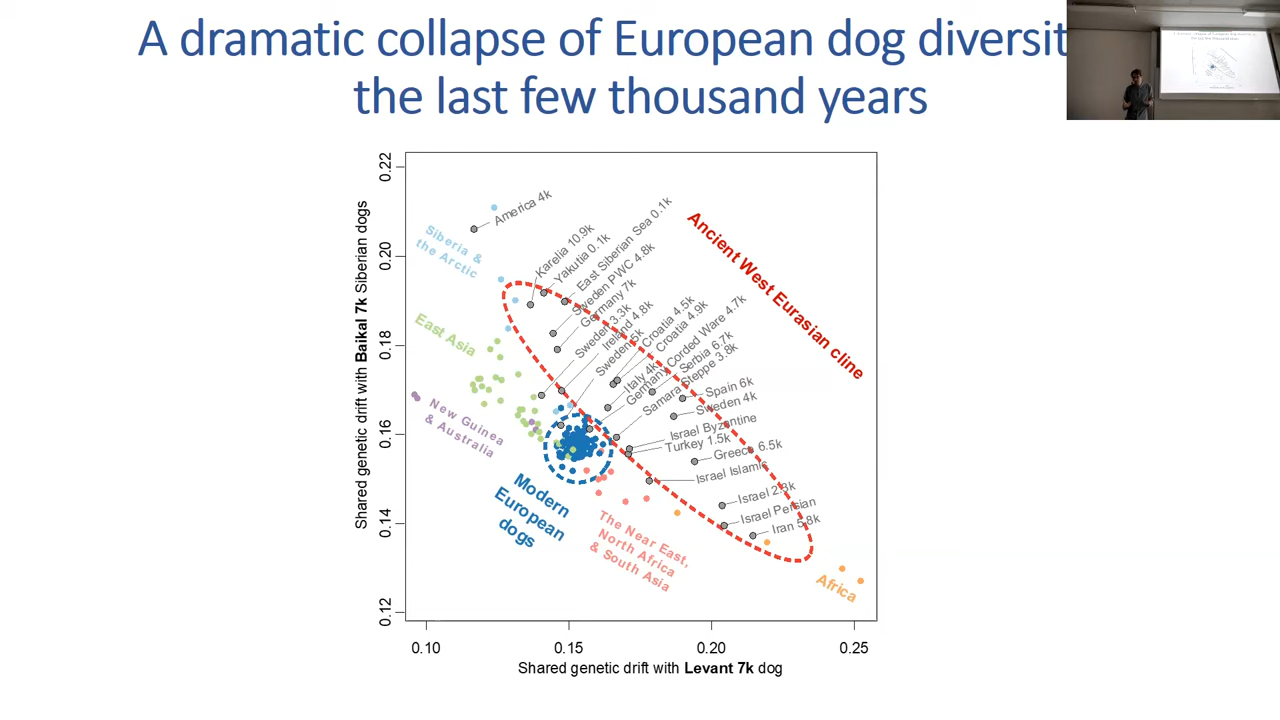 A dramatic collapse of European dog diversit
the last few thousand years
0.22
0.20
0.18
0.16
0.14
0.12
Shared genetic drift with Baikal 7k Siberian dogs
America 4k
Siberia &
the Arctic
Karelia 10.9k
Yakutia 0.1k
East Siberian Sea 0.1k
Sweden PWC 4.8k
Germany 7k
Sweden 3.3k
Ireland 4.8k
Sweden 5k
Croatia 4.5k
Croatia 4.9k
Italy 4k
Germany Corded Ware 4.7k
Serbia 6.7k
Samara Steppe 3.8k
Spain 6k
Sweden 4k
Israel Byzantine
Turkey 1.5k
Greece 6.5k
Israel Islamic
Israel 2.3k
Israel Persian
Iran 5.8k
Ancient West Eurasian cline
East Asia
New Guinea
& Australia
Modern
European
dogs
The Near East,
North Africa
& South Asia
Africa
0.10
0.15
0.20
0.25
Shared genetic drift with Levant 7k dog